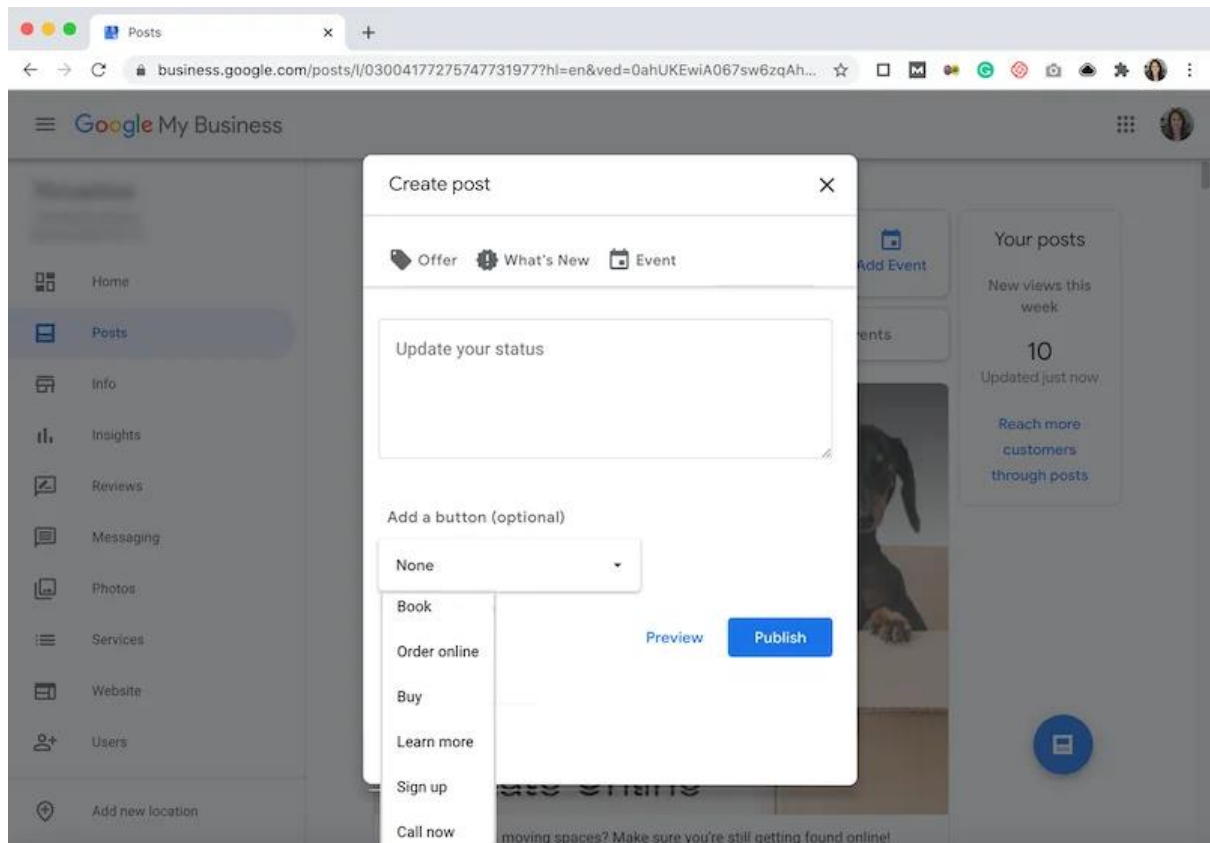 Posts
business.google.com/posts/l/03004177275747731977?hl=en&ved=0ahUKEwiA067sw6zqAh...
Google My Business
Home
Posts
Info
Insights
Reviews
Messaging
Photos
Services
Website
Users
Add new location
Create post
Offer
What's New
Event
Update your status
Add a button (optional)
None
Book
Order online
Buy
Learn more
Sign up
Call now
Preview
Publish
Add Event
Your posts
New views this
week
10
Updated just now
Reach more
customers
through posts
moving spaces? Make sure you're still getting found online!